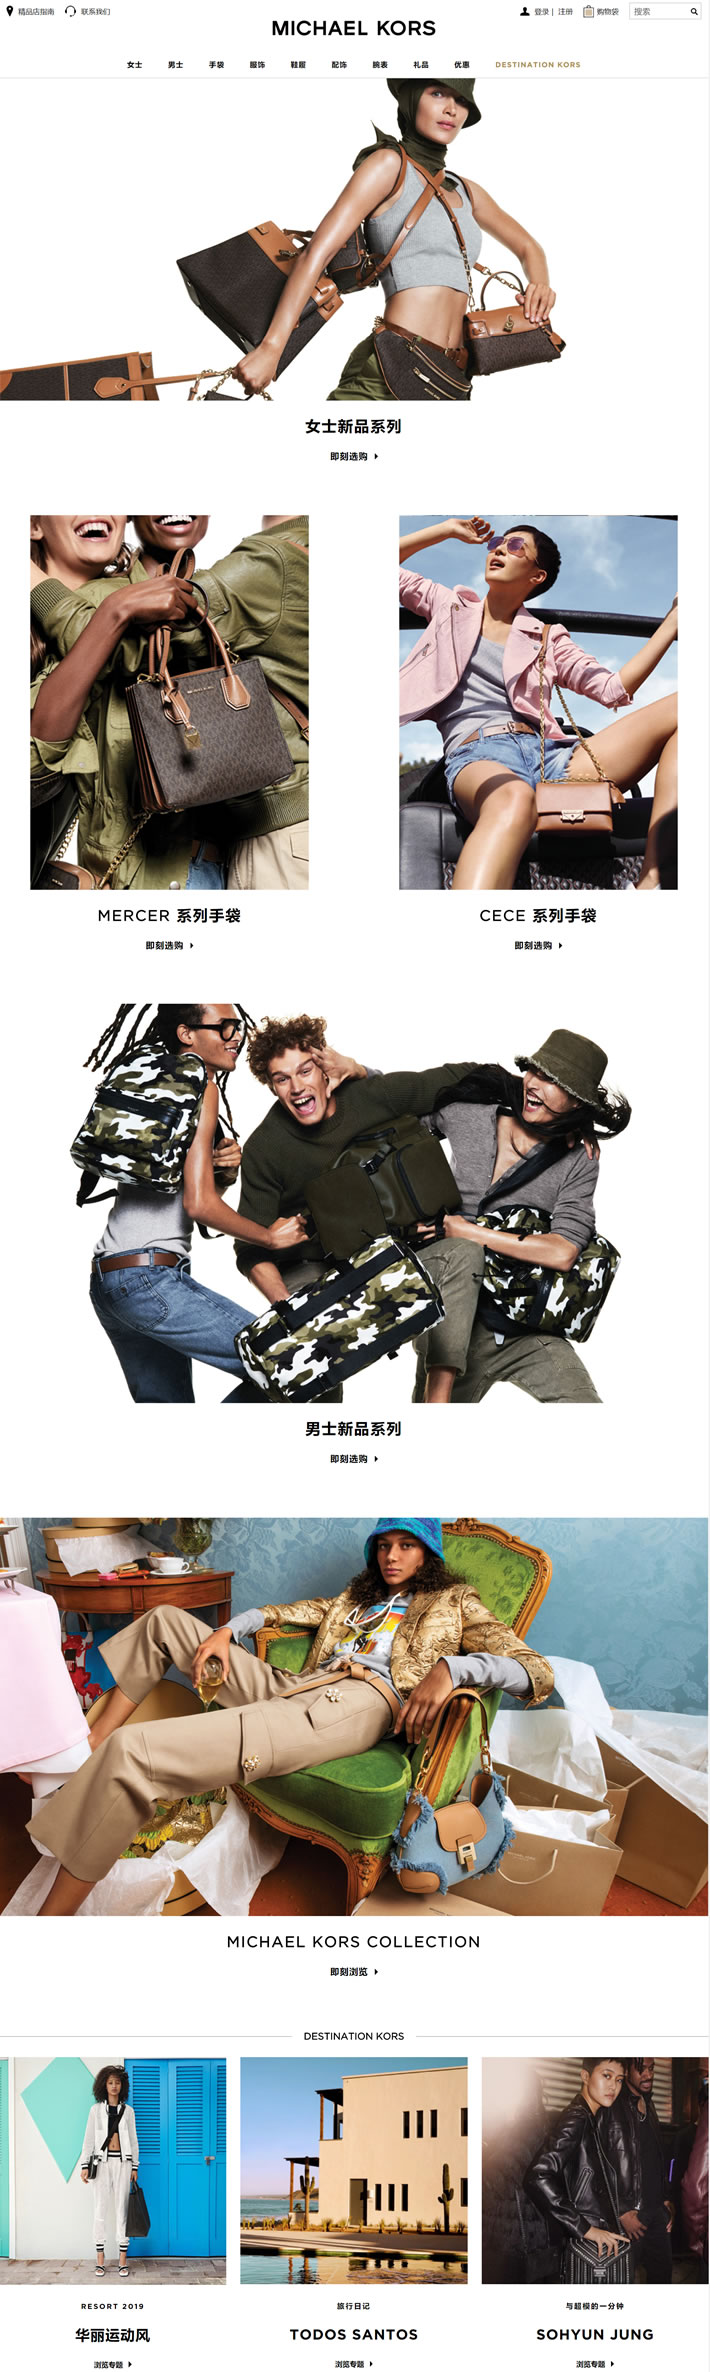 精品店指南 联系我们
登录 | 注册 购物袋 搜索
MICHAEL KORS
女士 男士 手袋 服饰 鞋履 配饰 腕表 礼品 优惠 DESTINATION KORS
女士新品系列
即刻选购
MERCER 系列手袋
即刻选购
CECE 系列手袋
即刻选购
男士新品系列
即刻选购
MICHAEL KORS COLLECTION
即刻浏览
DESTINATION KORS
RESORT 2019
华丽运动风
浏览专题
旅行日记
TODOS SANTOS
浏览专题
与超模的一分钟
SOHYUN JUNG
浏览专题